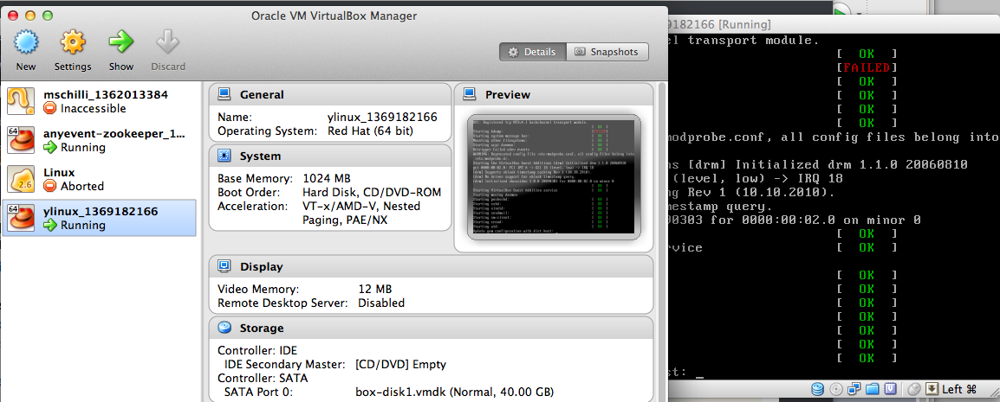 Oracle VM VirtualBox Manager
New Settings Show Discard
Details Snapshots
mschilli_1362013384
Inaccessible
64
anyevent-zookeeper_1...
Running
2.6
Linux
Aborted
64
ylinux_1369182166
Running
General
Name: ylinux_1369182166
Operating System: Red Hat (64 bit)
System
Base Memory: 1024 MB
Boot Order: Hard Disk, CD/DVD-ROM
Acceleration: VT-x/AMD-V, Nested
Paging, PAE/NX
Preview
Display
Video Memory: 12 MB
Remote Desktop Server: Disabled
Storage
Controller: IDE
IDE Secondary Master: [CD/DVD] Empty
Controller: SATA
SATA Port 0: box-disk1.vmdk (Normal, 40.00 GB)
9182166 [Running]
el transport module.
[ OK ]
[FAILED]
[ OK ]
[ OK ]
[ OK ]
[ OK ]
modprobe.conf, all config files belong into
ns [drm] Initialized drm 1.1.0 20060810
(level, low) -> IRQ 18
ng Rev 1 (10.10.2010).
mestamp query.
90303 for 0000:00:02.0 on minor 0
[ OK ]
rvice [ OK ]
[ OK ]
[ OK ]
[ OK ]
[ OK ]
[ OK ]
[ OK ]
[ OK ]
st: _
Left ⌘